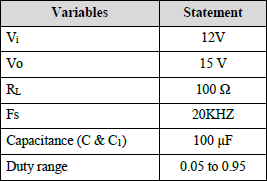 Variables Statement
Vi 12V
Vo 15 V
RL 100 Ω
Fs 20KHZ
Capacitance (C & C1) 100 μF
Duty range 0.05 to 0.95